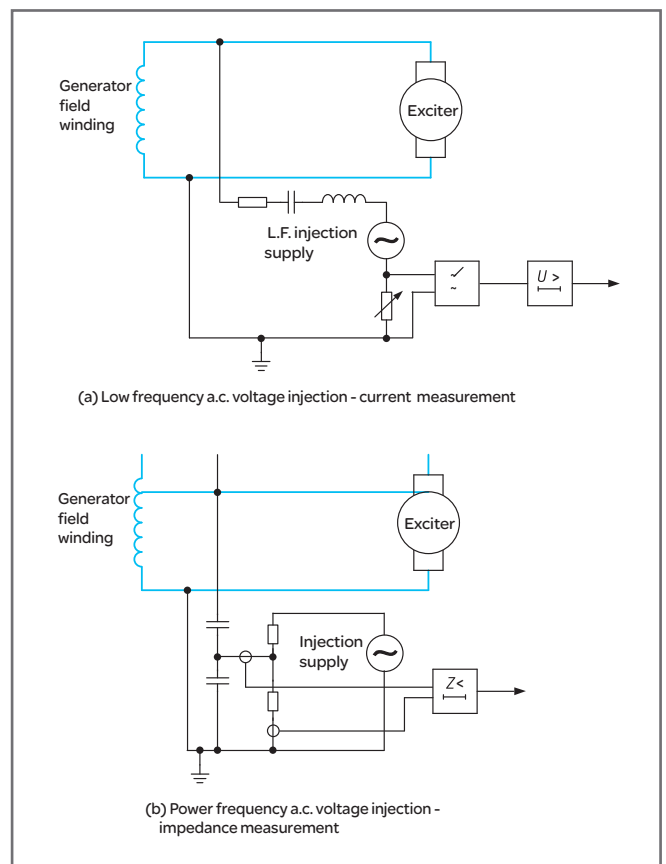 Generator
field
winding
Exciter
L.F. injection
supply
~
U >
(a) Low frequency a.c. voltage injection - current measurement
Generator
field
winding
Exciter
Injection
supply
Z<
(b) Power frequency a.c. voltage injection -
impedance measurement